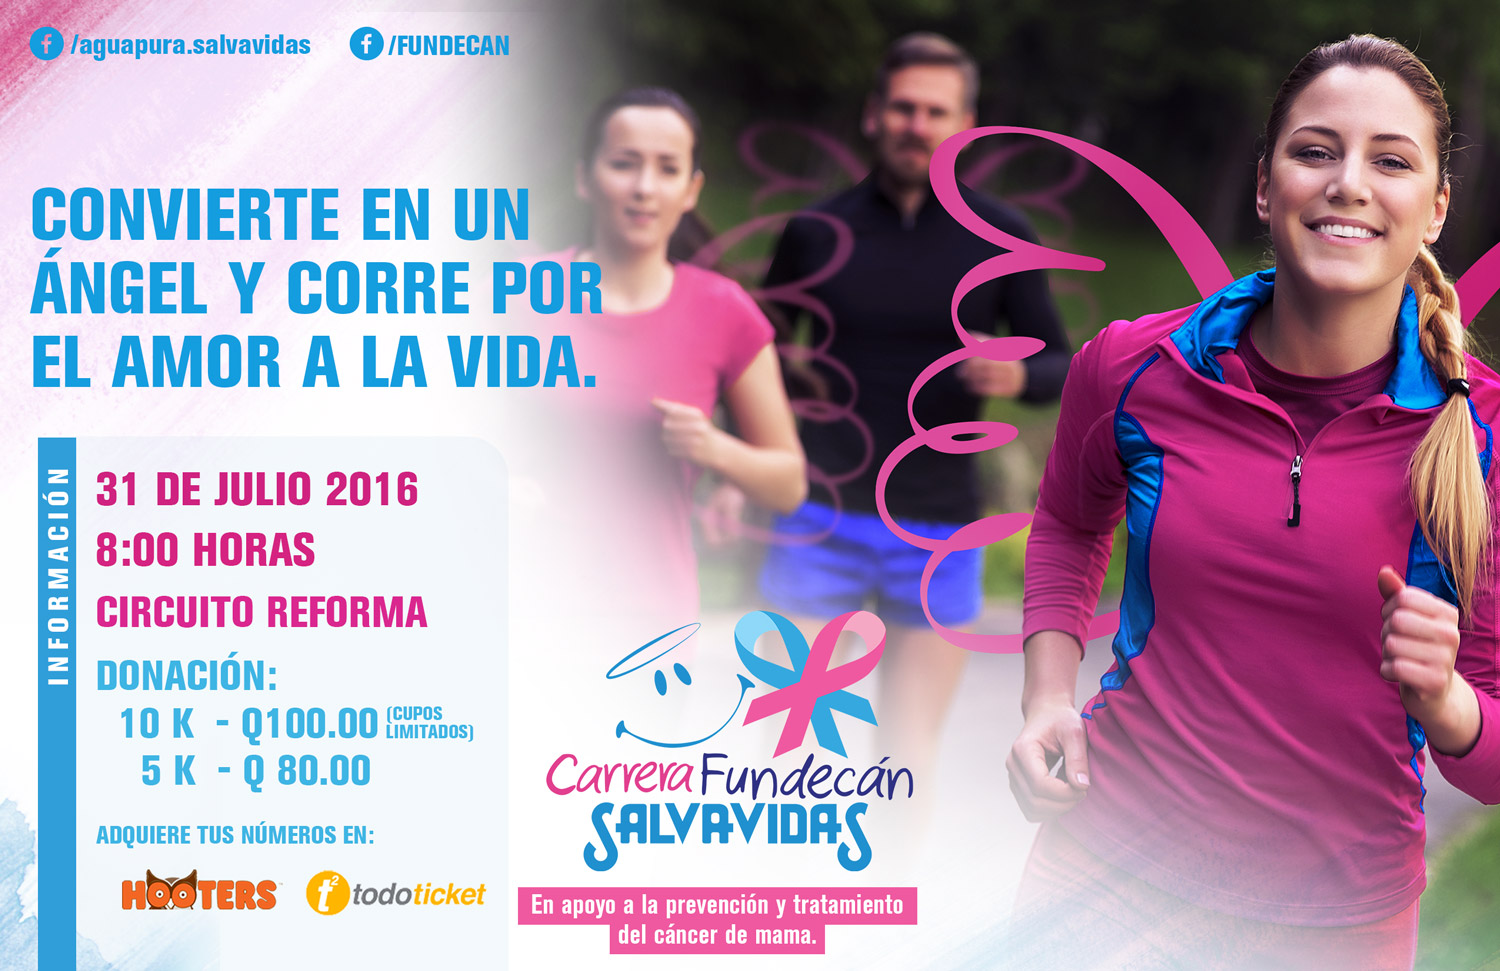 /aguapura.salvavidas
/FUNDECAN
CONVIERTE EN UN
ÁNGEL Y CORRE POR
EL AMOR A LA VIDA.
INFORMACIÓN
31 DE JULIO 2016
8:00 HORAS
CIRCUITO REFORMA
DONACIÓN:
10 K - Q100.00 (CUPOS
LIMITADOS)
5 K - Q 80.00
ADQUIERE TUS NÚMEROS EN:
HOOTERS
t2 todoticket
Carrera Fundecán
SALVAVIDAS
En apoyo a la prevención y tratamiento
del cáncer de mama.